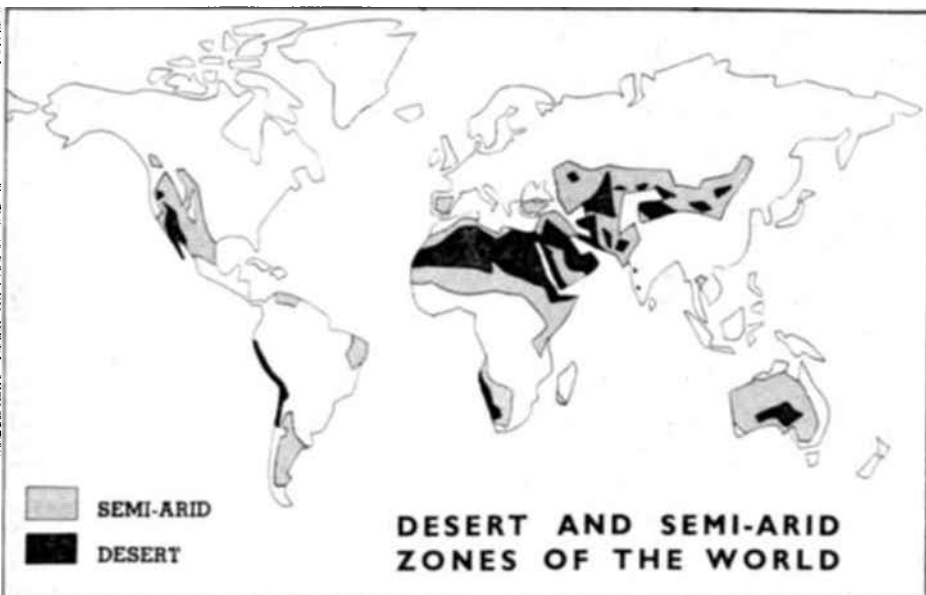 SEMI-ARID
DESERT
DESERT AND SEMI-ARID
ZONES OF THE WORLD